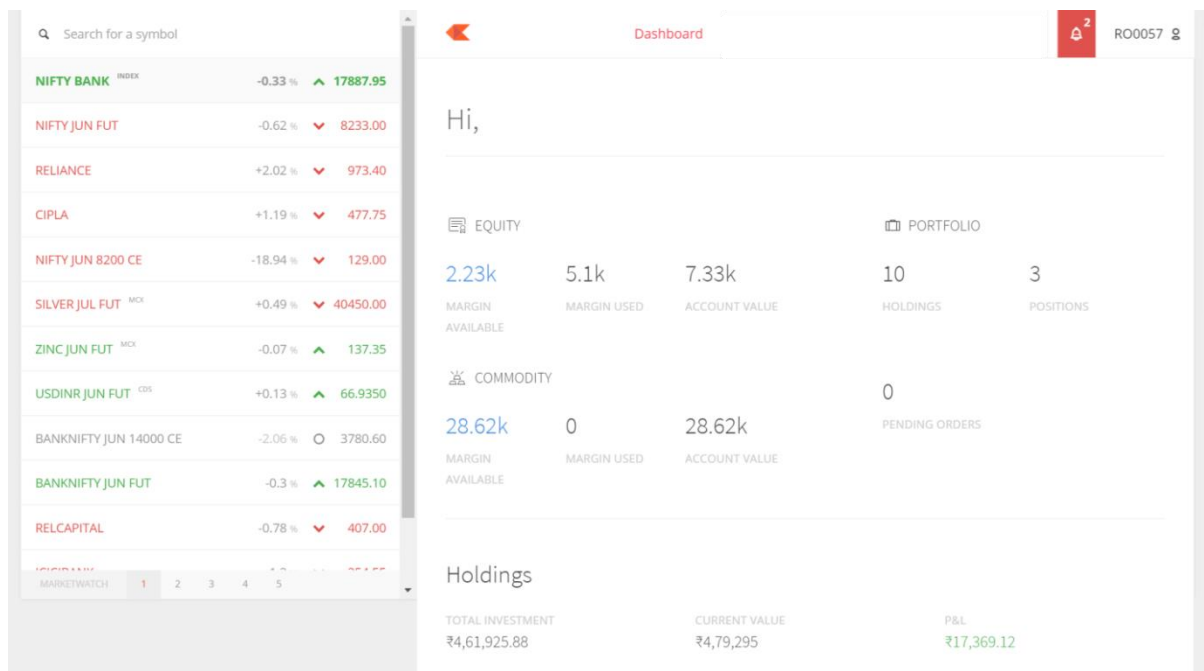 Search for a symbol
NIFTY BANK INDEX -0.33 % 17887.95
NIFTY JUN FUT -0.62 % 8233.00
RELIANCE +2.02 % 973.40
CIPLA +1.19 % 477.75
NIFTY JUN 8200 CE -18.94 % 129.00
SILVER JUL FUT MCX +0.49 % 40450.00
ZINC JUN FUT MCX -0.07 % 137.35
USDINR JUN FUT CDS +0.13 % 66.9350
BANKNIFTY JUN 14000 CE -2.06 % 3780.60
BANKNIFTY JUN FUT -0.3 % 17845.10
RELCAPITAL -0.78 % 407.00
MARKETWATCH 1 2 3 4 5
Dashboard 2 RO0057
Hi,
EQUITY
2.23k 5.1k 7.33k
MARGIN AVAILABLE MARGIN USED ACCOUNT VALUE
PORTFOLIO
10 3
HOLDINGS POSITIONS
COMMODITY
28.62k 0 28.62k
MARGIN AVAILABLE MARGIN USED ACCOUNT VALUE
0
PENDING ORDERS
Holdings
TOTAL INVESTMENT CURRENT VALUE P&L
₹4,61,925.88 ₹4,79,295 ₹17,369.12